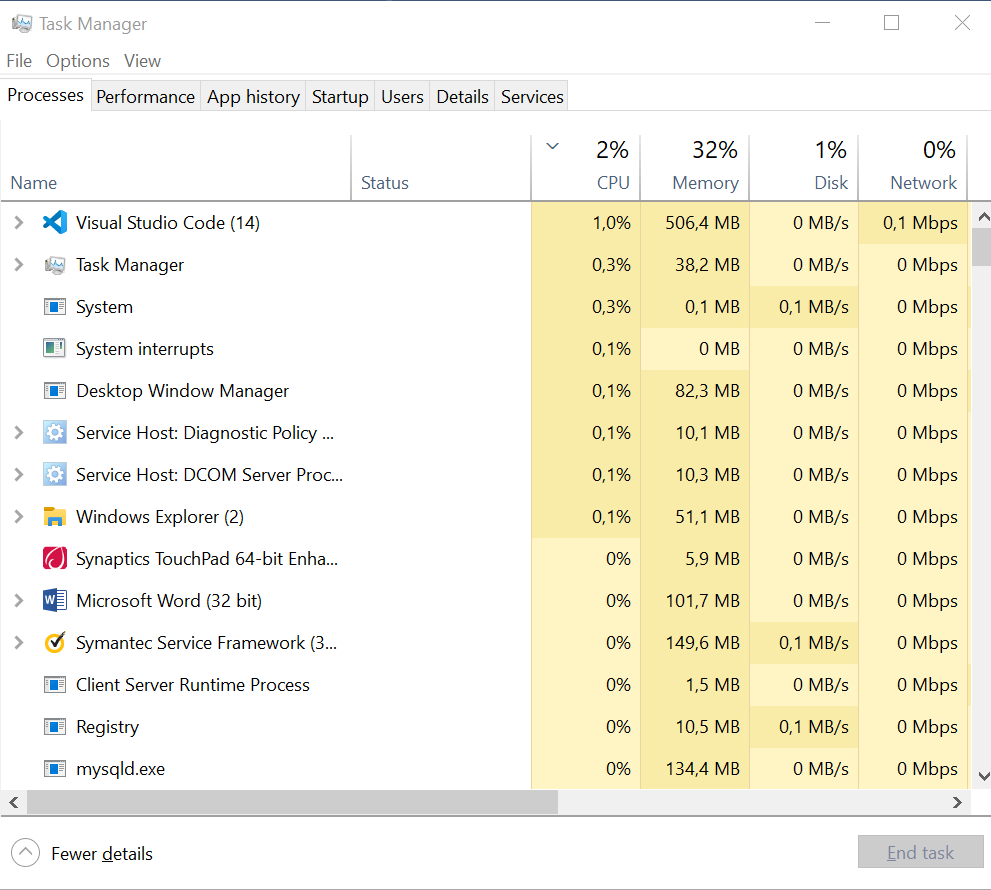 Task Manager
File Options View
Processes Performance App history Startup Users Details Services
2% 32% 1% 0%
Name Status CPU Memory Disk Network
Visual Studio Code (14) 1,0% 506,4 MB 0 MB/s 0,1 Mbps
Task Manager 0,3% 38,2 MB 0 MB/s 0 Mbps
System 0,3% 0,1 MB 0,1 MB/s 0 Mbps
System interrupts 0,1% 0 MB 0 MB/s 0 Mbps
Desktop Window Manager 0,1% 82,3 MB 0 MB/s 0 Mbps
Service Host: Diagnostic Policy ... 0,1% 10,1 MB 0 MB/s 0 Mbps
Service Host: DCOM Server Proc... 0,1% 10,3 MB 0 MB/s 0 Mbps
Windows Explorer (2) 0,1% 51,1 MB 0 MB/s 0 Mbps
Synaptics TouchPad 64-bit Enha... 0% 5,9 MB 0 MB/s 0 Mbps
Microsoft Word (32 bit) 0% 101,7 MB 0 MB/s 0 Mbps
Symantec Service Framework (3... 0% 149,6 MB 0,1 MB/s 0 Mbps
Client Server Runtime Process 0% 1,5 MB 0 MB/s 0 Mbps
Registry 0% 10,5 MB 0,1 MB/s 0 Mbps
mysqld.exe 0% 134,4 MB 0 MB/s 0 Mbps
Fewer details End task